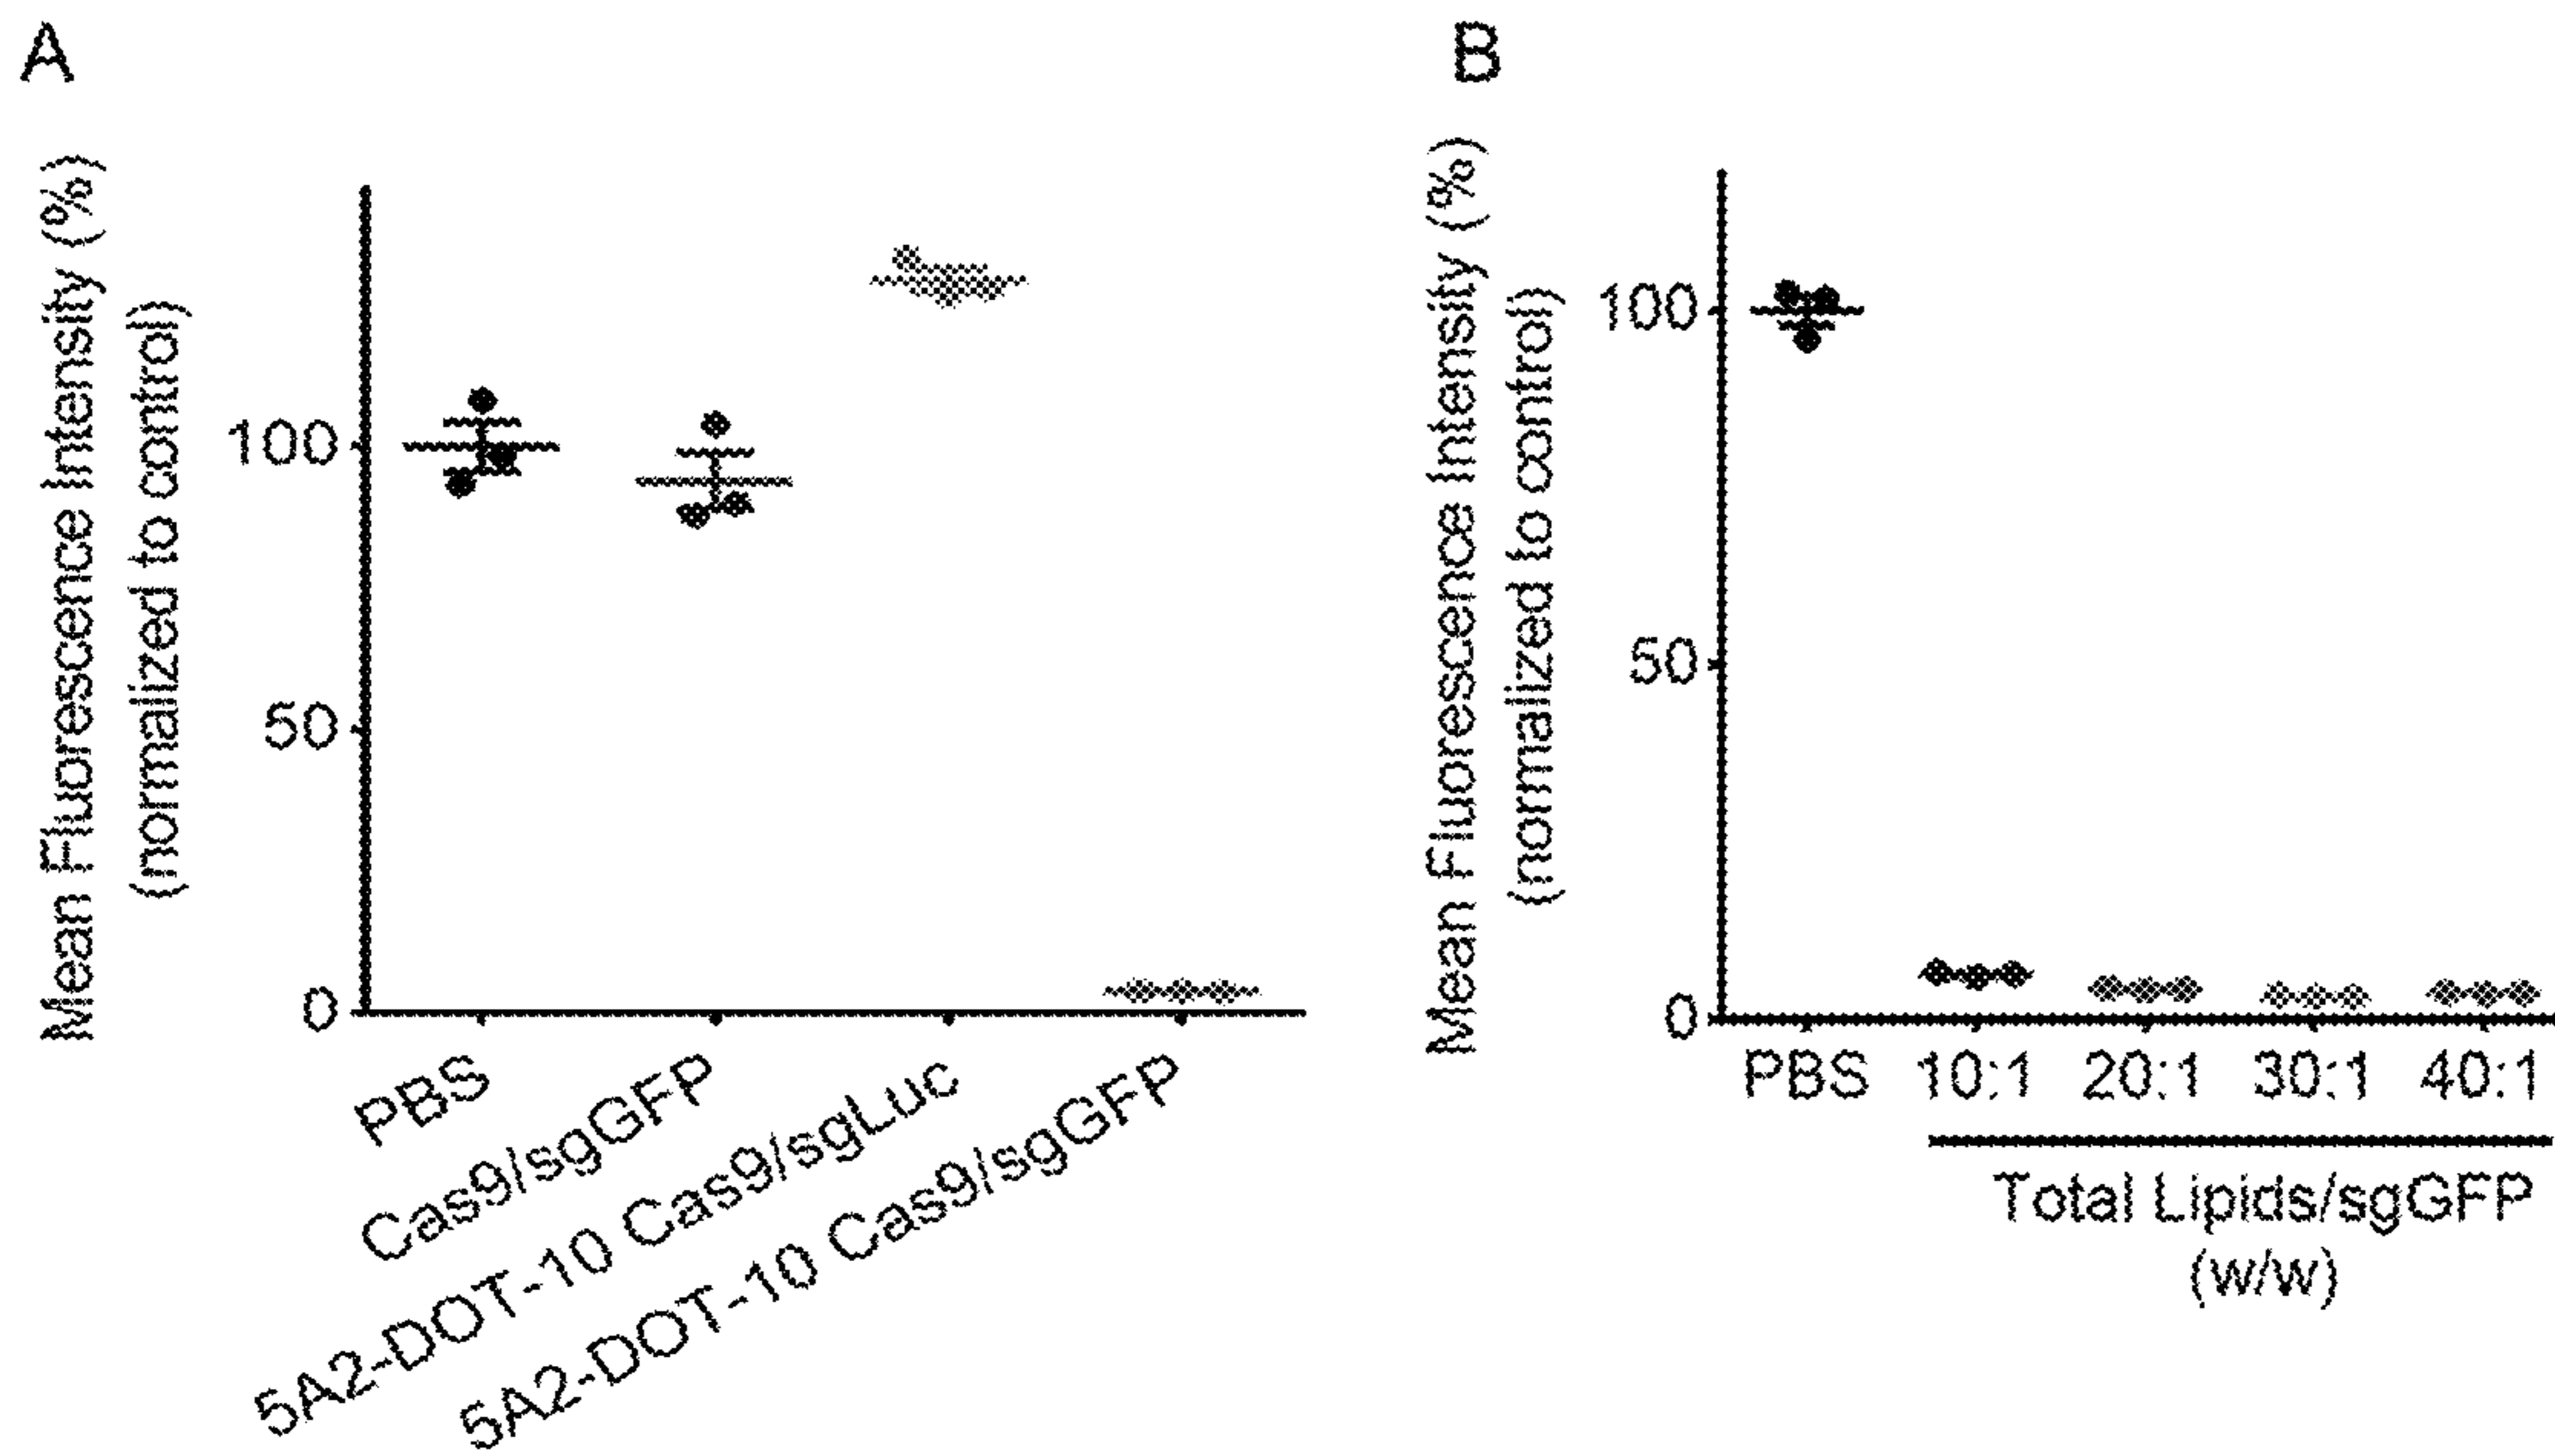 A
Mean Fluorescence Intensity (%)
(normalized to control)
100
50
0
PBS
Cas9/sgGFP
5A2-DOT-10 Cas9/sgLuc
5A2-DOT-10 Cas9/sgGFP
B
Mean Fluorescence Intensity (%)
(normalized to control)
100
50
0
PBS 10:1 20:1 30:1 40:1
Total Lipids/sgGFP
(w/w)